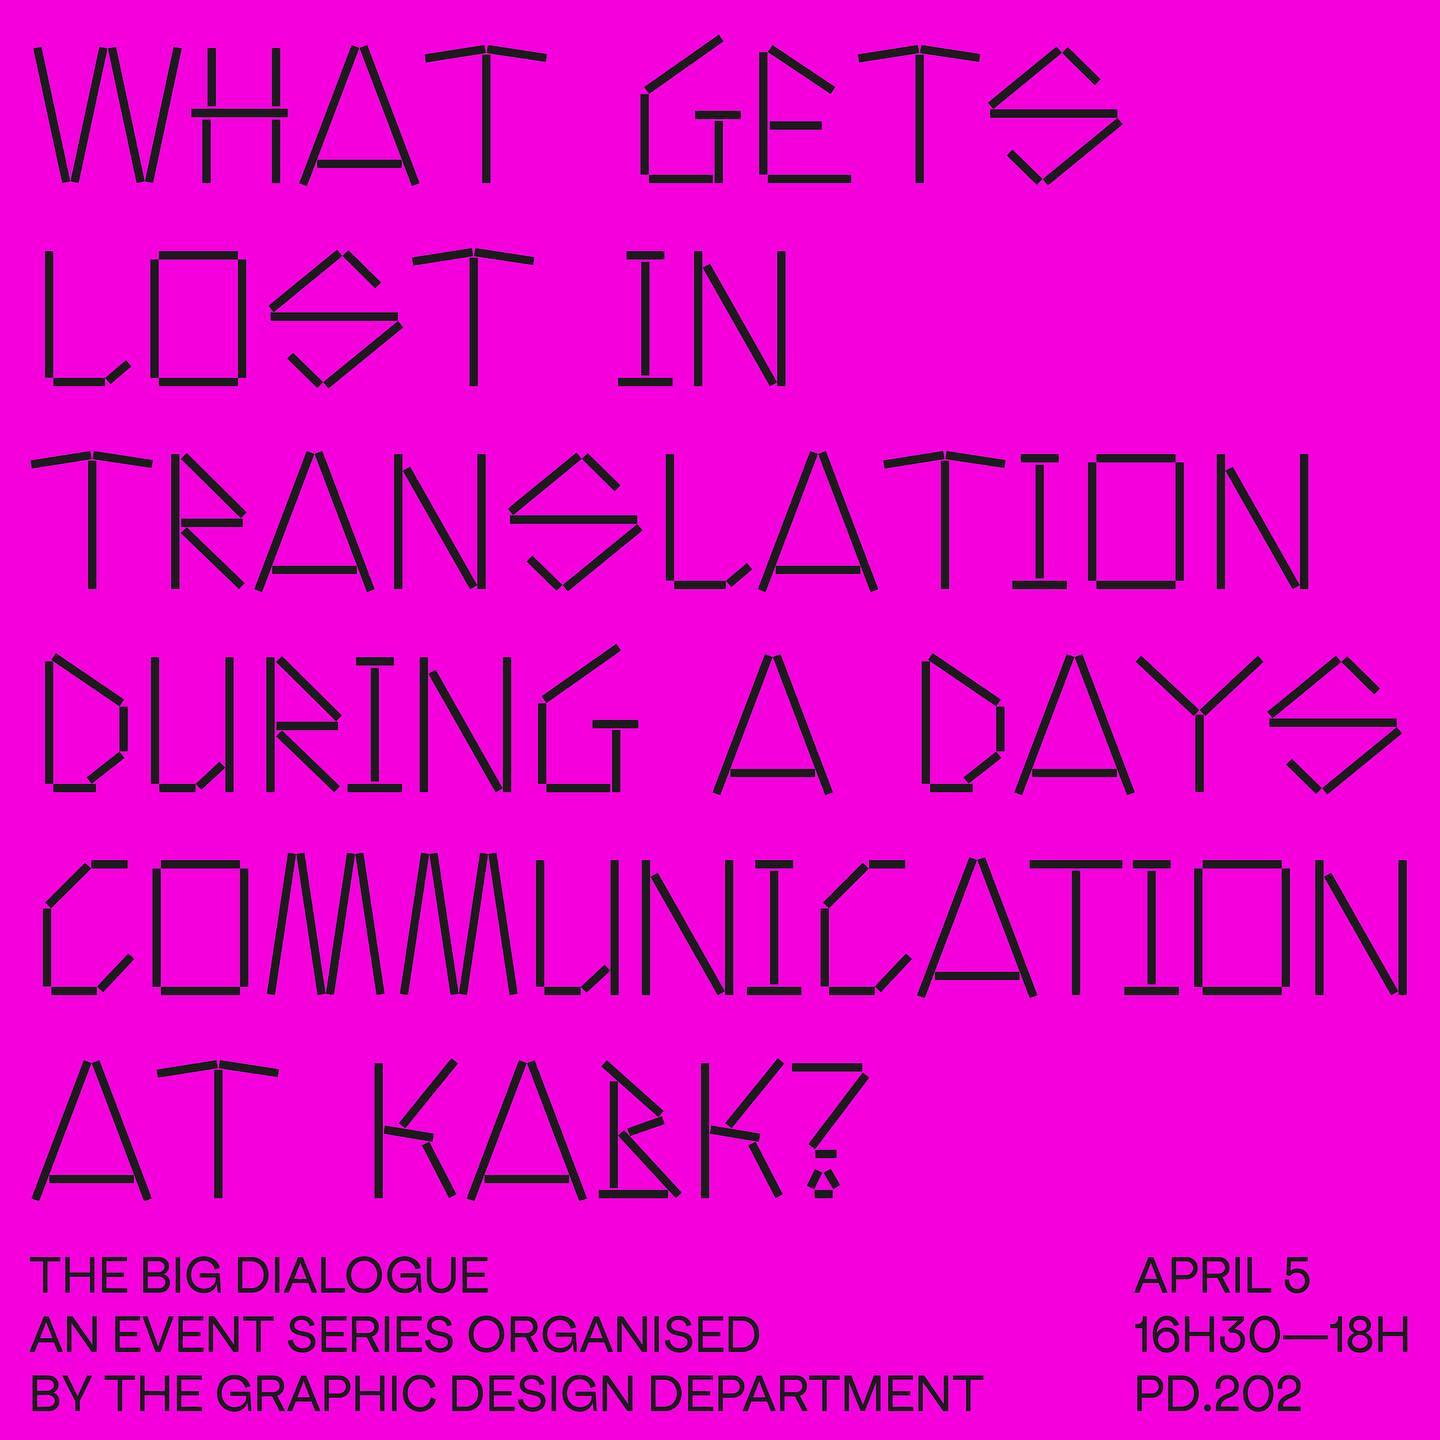 WHAT GETS
LOST IN
TRANSLATION
DURING A DAYS
COMMUNICATION
AT KABK?
THE BIG DIALOGUE
AN EVENT SERIES ORGANISED
BY THE GRAPHIC DESIGN DEPARTMENT
APRIL 5
16H30—18H
PD.202